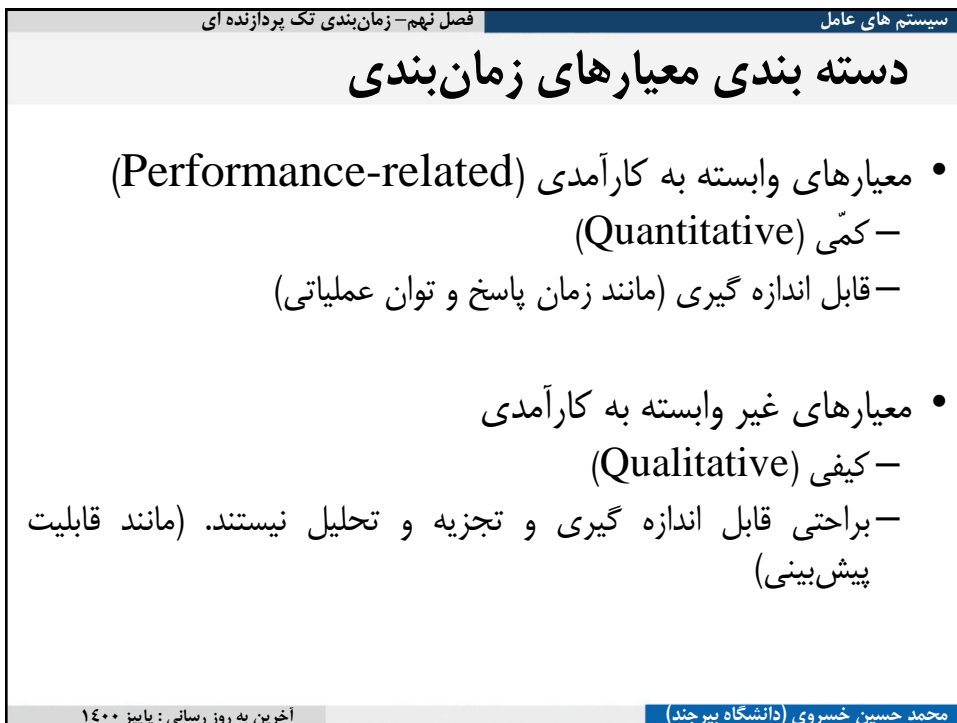 سیستم های عامل
فصل نهم– زمان‌بندی تک پردازنده ای
دسته بندی معیارهای زمان‌بندی
• معیارهای وابسته به کارآمدی (Performance-related)
– کمّی (Quantitative)
– قابل اندازه گیری (مانند زمان پاسخ و توان عملیاتی)
• معیارهای غیر وابسته به کارآمدی
– کیفی (Qualitative)
– براحتی قابل اندازه گیری و تجزیه و تحلیل نیستند. (مانند قابلیت
پیش‌بینی)
محمد حسین خسروی (دانشگاه بیرجند)
آخرین به روز رسانی : پاییز ۱۴۰۰